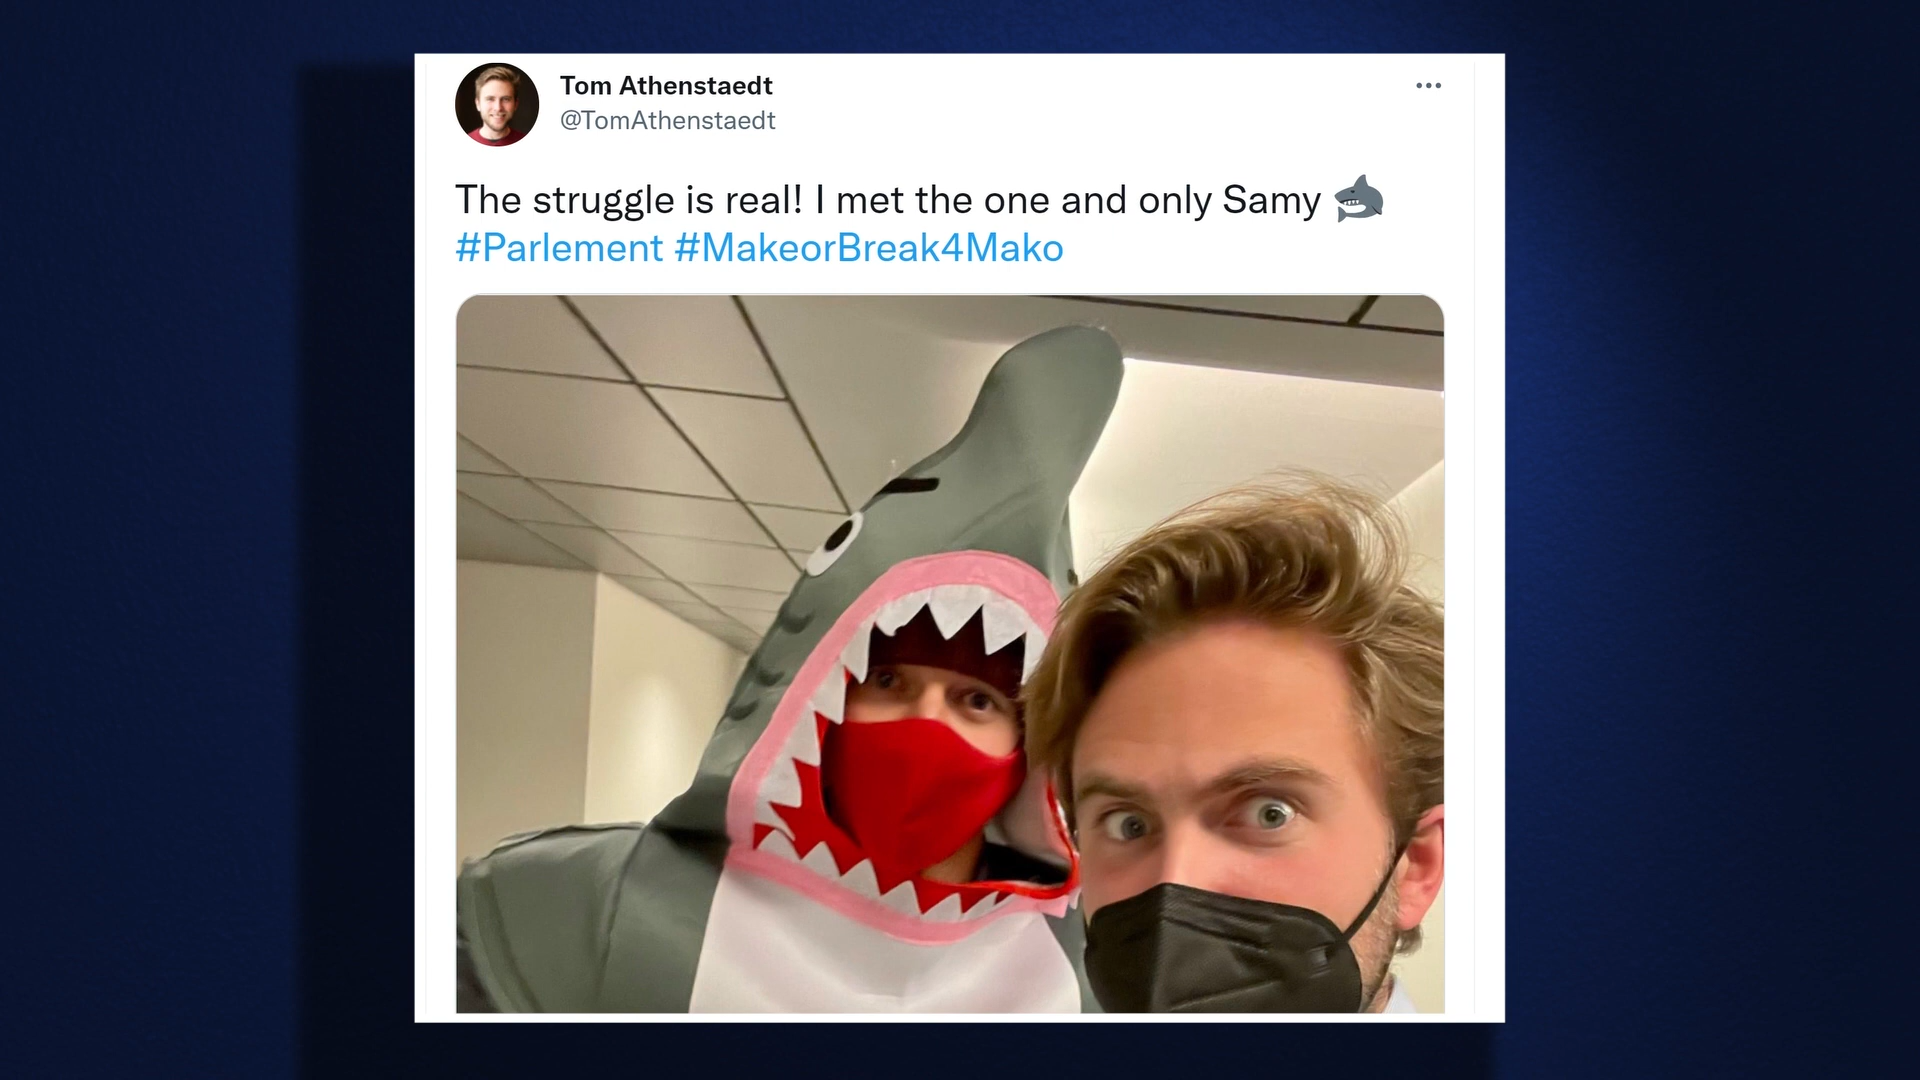 Tom Athenstaedt
@TomAthenstaedt
The struggle is real! I met the one and only Samy 🦈
#Parlement #MakeorBreak4Mako